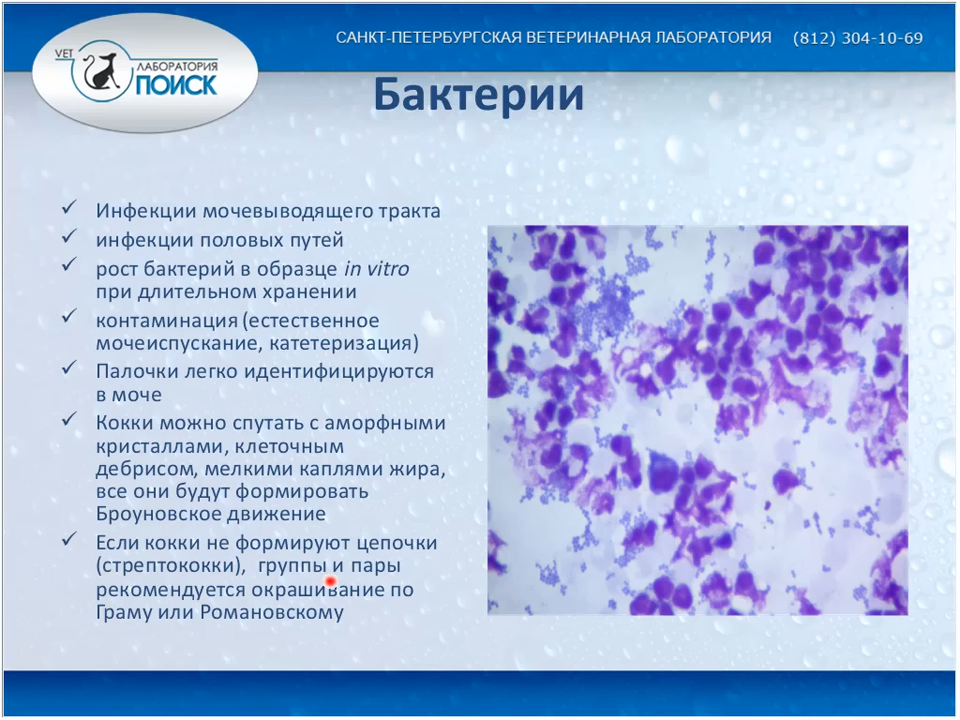 САНКТ-ПЕТЕРБУРГСКАЯ ВЕТЕРИНАРНАЯ ЛАБОРАТОРИЯ (812) 304-10-69
VET
ЛАБОРАТОРИЯ
ПОИСК
Бактерии
✓ Инфекции мочевыводящего тракта
✓ инфекции половых путей
✓ рост бактерий в образце in vitro
при длительном хранении
✓ контаминация (естественное
мочеиспускание, катетеризация)
✓ Палочки легко идентифицируются
в моче
✓ Кокки можно спутать с аморфными
кристаллами, клеточным
дебрисом, мелкими каплями жира,
все они будут формировать
Броуновское движение
✓ Если кокки не формируют цепочки
(стрептококки), группы и пары
рекомендуется окрашивание по
Граму или Романовскому